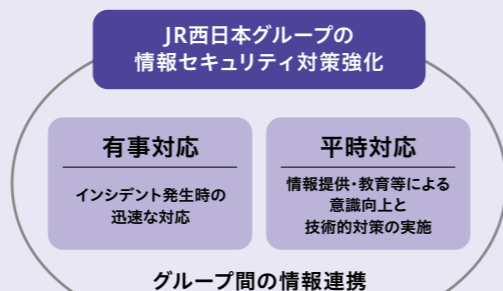 JR西日本グループの
情報セキュリティ対策強化
有事対応
インシデント発生時の
迅速な対応
平時対応
情報提供・教育等による
意識向上と
技術的対策の実施
グループ間の情報連携